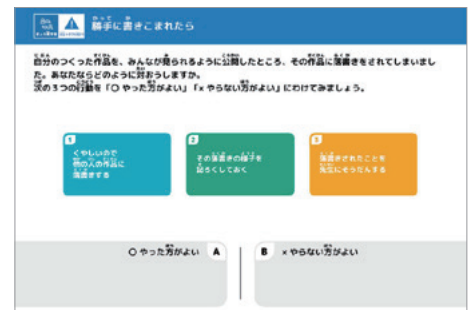 勝手に書きこまれたら
自分のつくった作品を、みんなが見られるように公開したところ、その作品に落書きをされてしまいまし
た。あなたならどのように対おうしますか。
次の3つの行動を「○ やった方がよい」「× やらない方がよい」にわけてみましょう。
1
くやしいので
他の人の作品に
落書きする
2
その落書きの様子を
記ろくしておく
3
落書きされたことを
先生にそうだんする
○ やった方がよい A
B × やらない方がよい